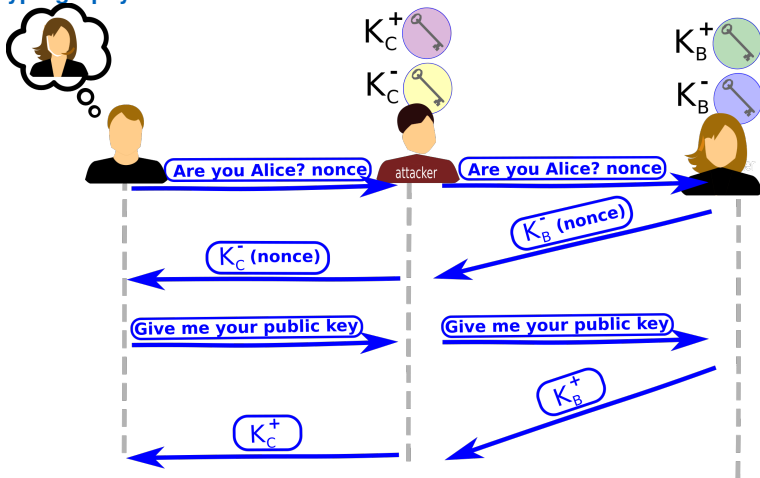 K_C^+
K_B^+
K_C^-
K_B^-
attacker
Are you Alice? nonce
Are you Alice? nonce
K_B^- (nonce)
K_C^- (nonce)
Give me your public key
Give me your public key
K_B^+
K_C^+